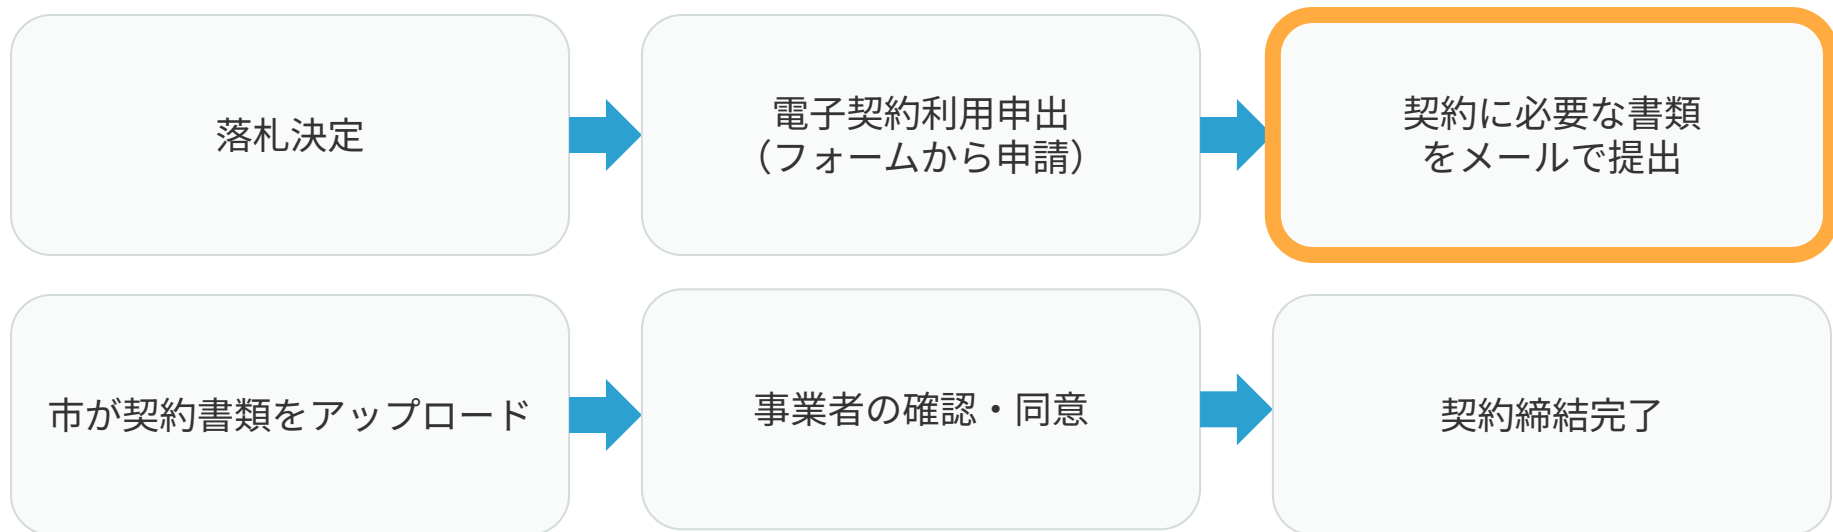 落札決定
電子契約利用申出
（フォームから申請）
契約に必要な書類
をメールで提出
市が契約書類をアップロード
事業者の確認・同意
契約締結完了